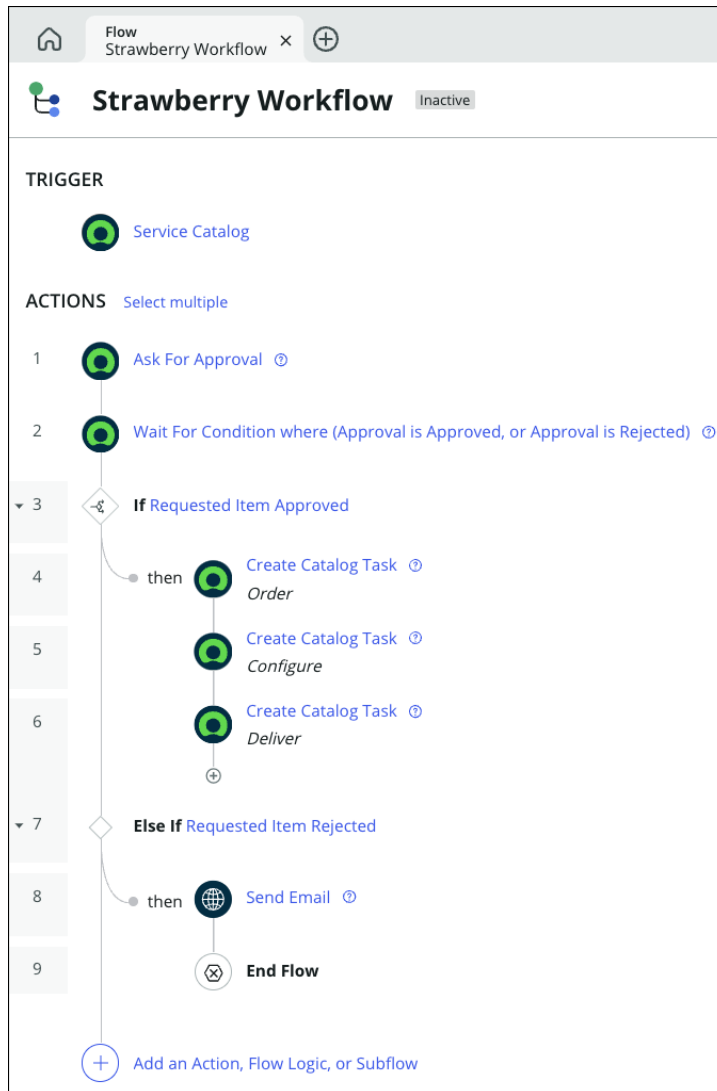 Flow
Strawberry Workflow
Strawberry Workflow Inactive
TRIGGER
Service Catalog
ACTIONS Select multiple
1 Ask For Approval ?
2 Wait For Condition where (Approval is Approved, or Approval is Rejected) ?
3 If Requested Item Approved
4 then Create Catalog Task ?
Order
5 Create Catalog Task ?
Configure
6 Create Catalog Task ?
Deliver
7 Else If Requested Item Rejected
8 then Send Email ?
9 End Flow
Add an Action, Flow Logic, or Subflow